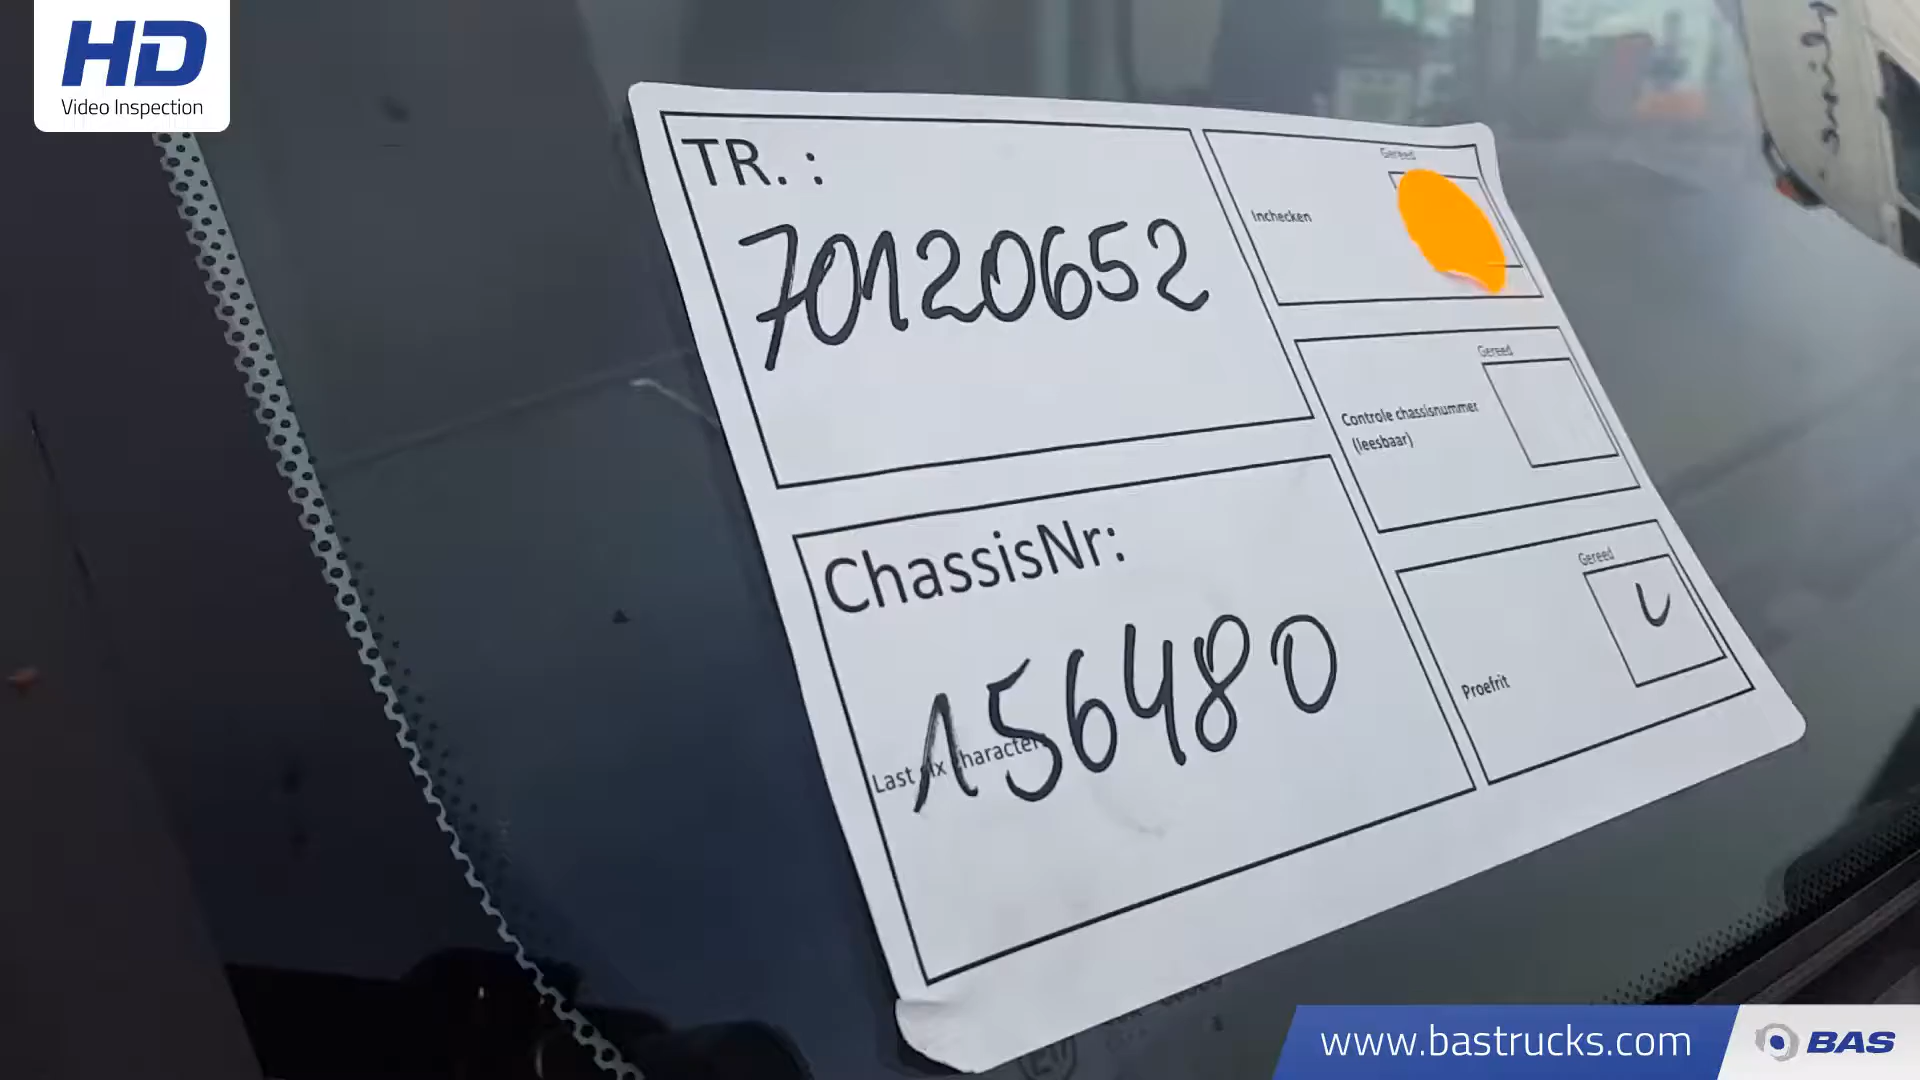 HD
Video Inspection
TR. :
70120652
Gereed
Inchecken
Gereed
Controle chassisnummer
(leesbaar)
ChassisNr:
156480
Last six characters
Gereed
Proefrit
www.bastrucks.com
BAS